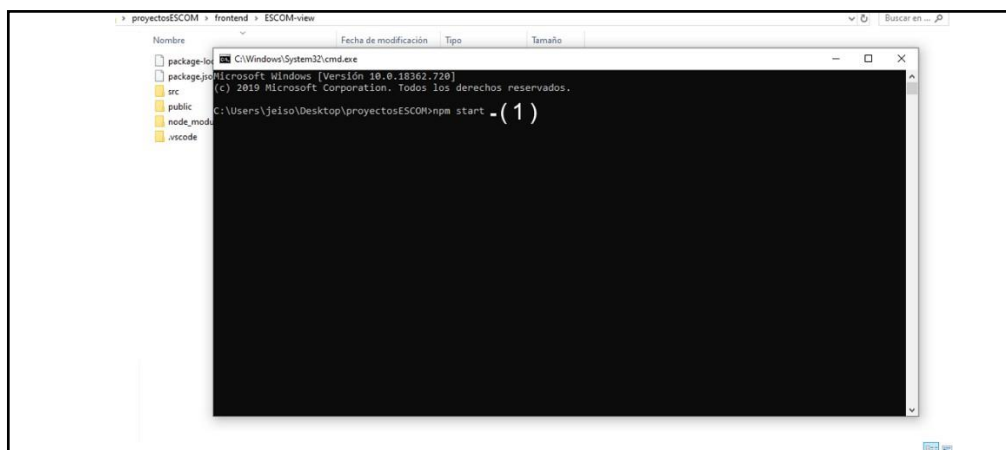 › proyectosESCOM › frontend › ESCOM-view
Buscar en ...
Nombre
Fecha de modificación
Tipo
Tamaño
package-loc
package.jso
src
public
node_modu
.vscode
C:\Windows\System32\cmd.exe
Microsoft Windows [Versión 10.0.18362.720]
(c) 2019 Microsoft Corporation. Todos los derechos reservados.
C:\Users\jeiso\Desktop\proyectosESCOM>npm start -(1)